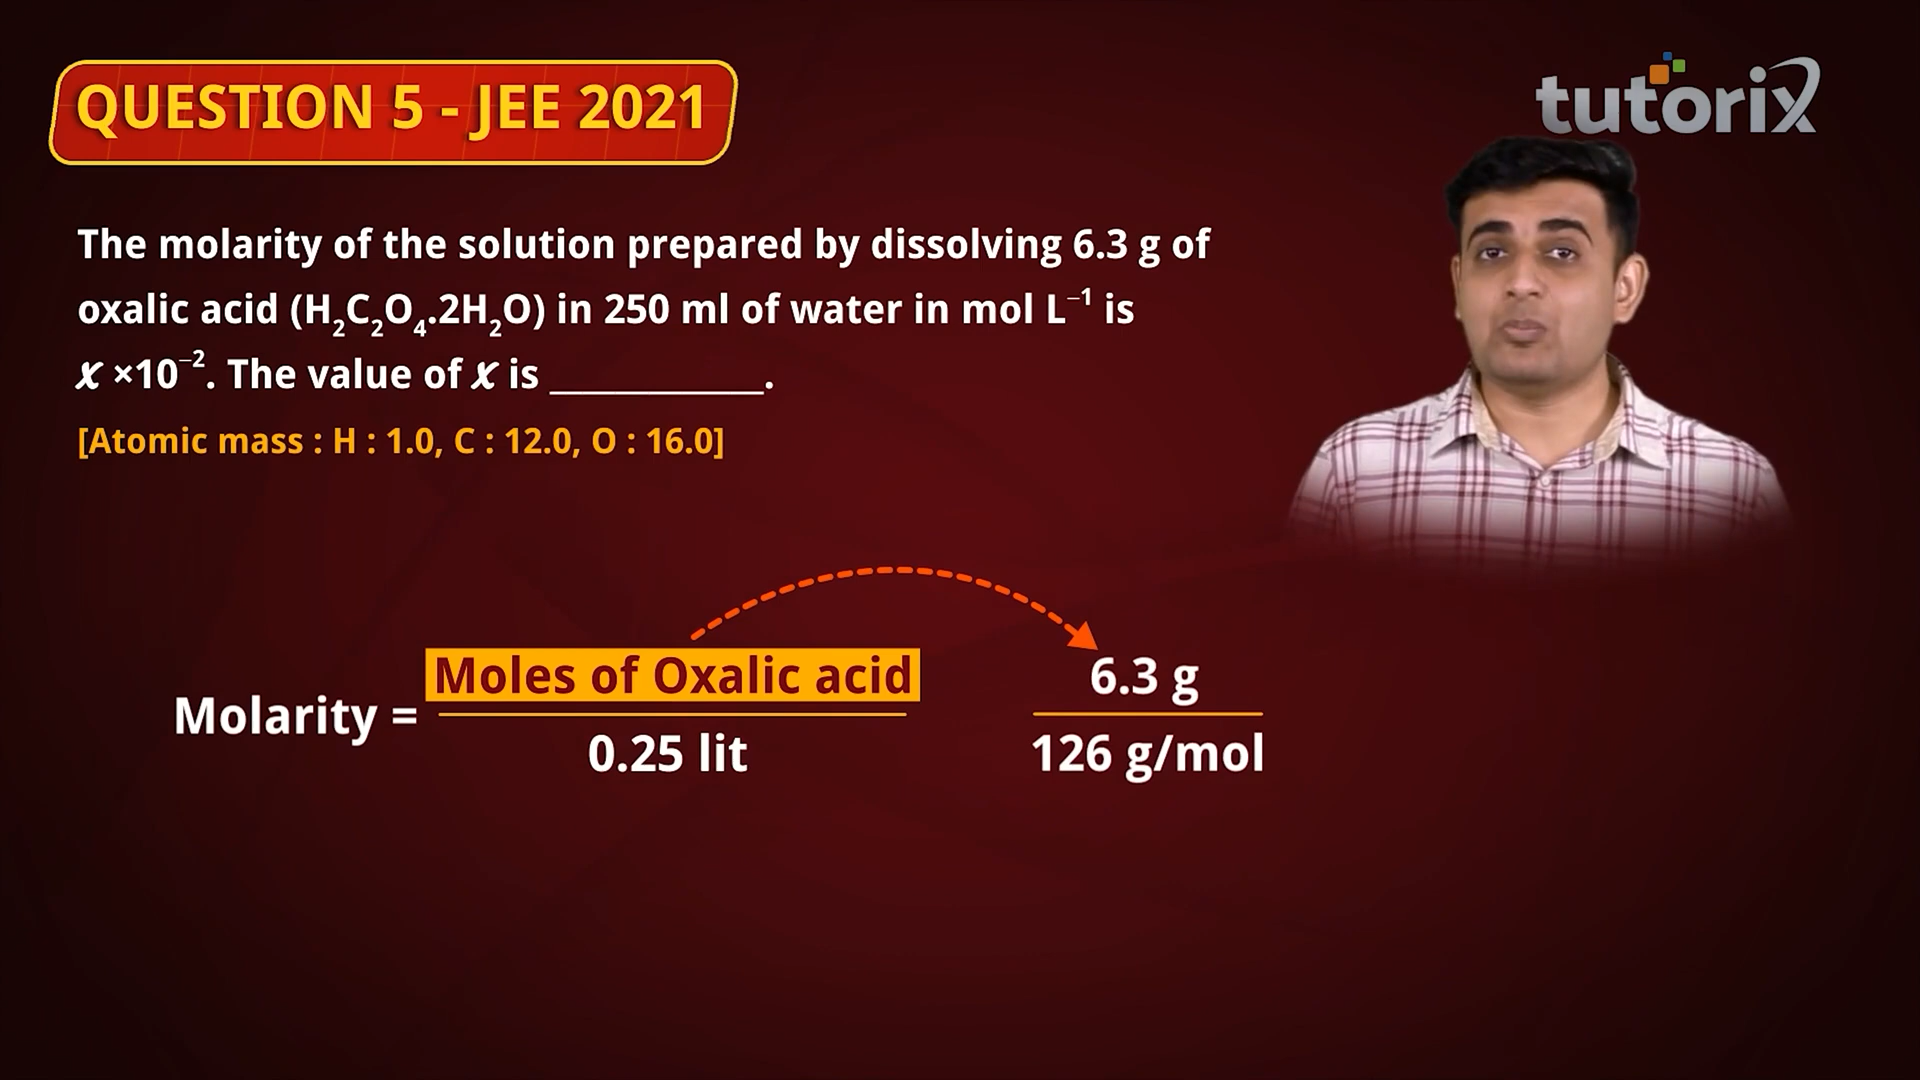 QUESTION 5 - JEE 2021
tutorix
The molarity of the solution prepared by dissolving 6.3 g of
oxalic acid (H₂C₂O₄.2H₂O) in 250 ml of water in mol L⁻¹ is
x ×10⁻². The value of x is ___________.
[Atomic mass : H : 1.0, C : 12.0, O : 16.0]
Moles of Oxalic acid
Molarity =
0.25 lit
6.3 g
126 g/mol